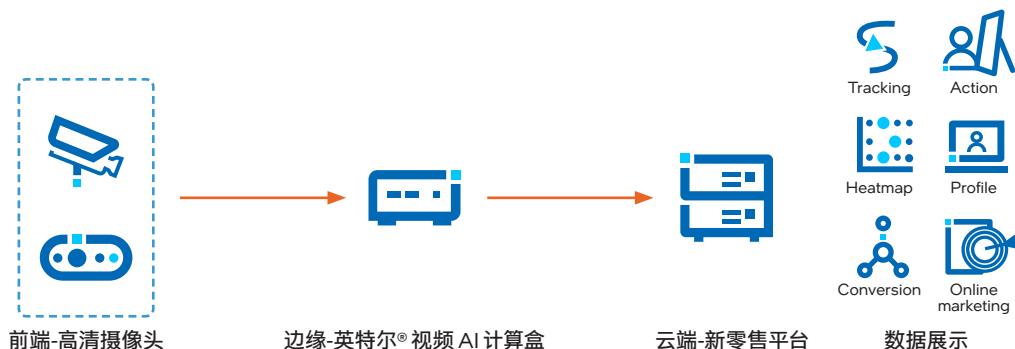 Tracking
Action
Heatmap
Profile
Conversion
Online
marketing
前端-高清摄像头
边缘-英特尔® 视频 AI 计算盒
云端-新零售平台
数据展示